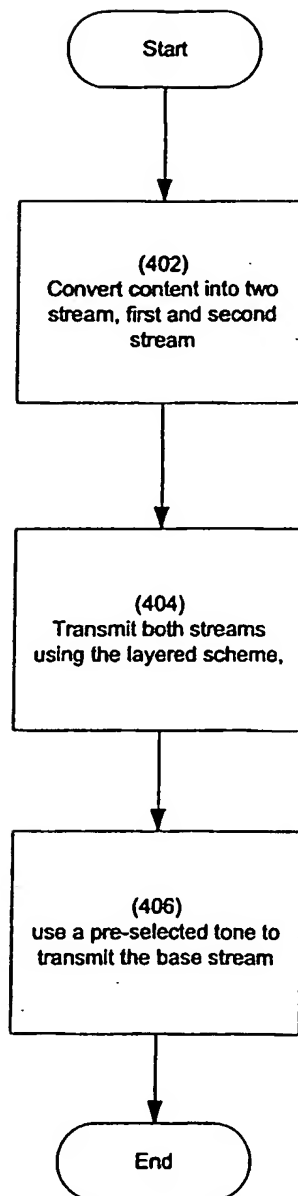 Start
(402)
Convert content into two
stream, first and second
stream
(404)
Transmit both streams
using the layered scheme,
(406)
use a pre-selected tone to
transmit the base stream
End